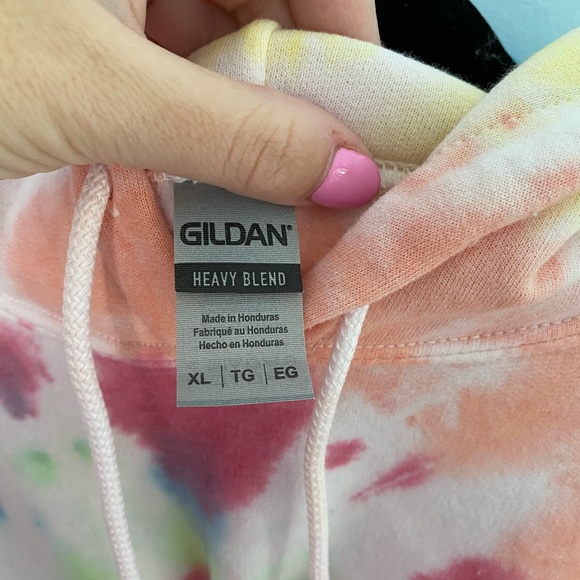 GILDAN®
HEAVY BLEND
Made in Honduras
Fabriqué au Honduras
Hecho en Honduras
XL | TG | EG